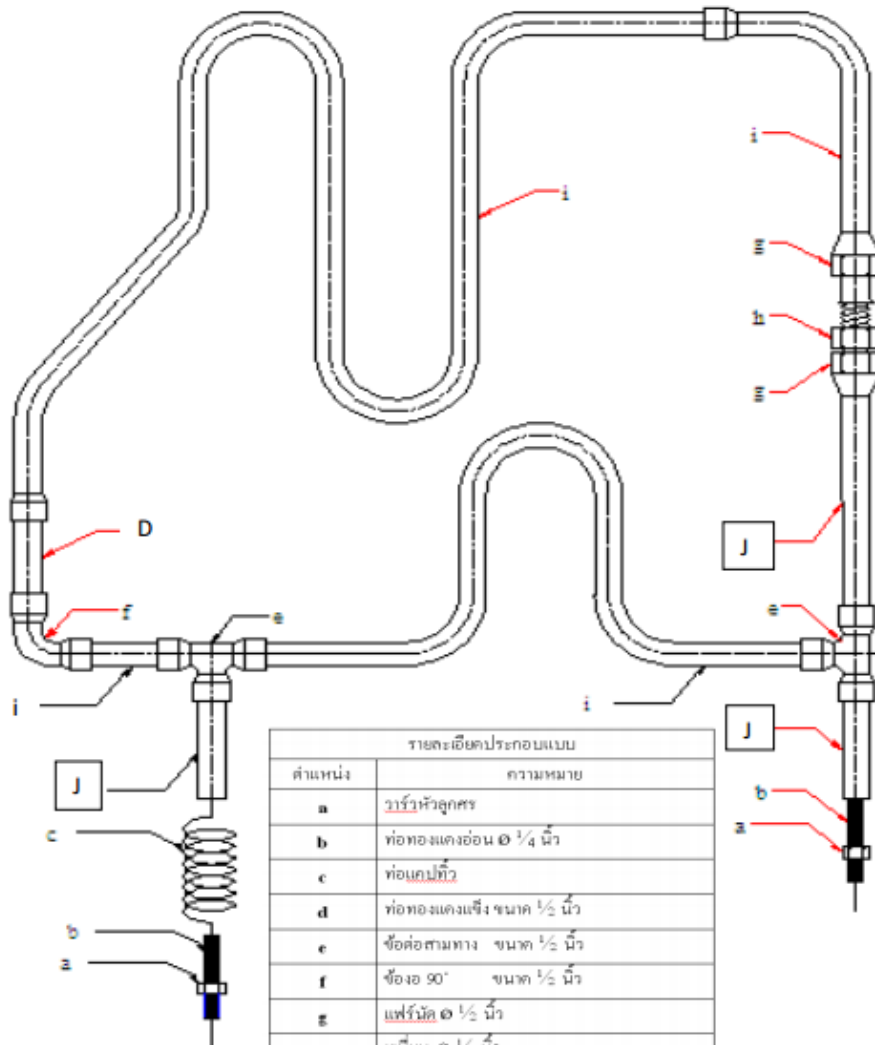 i
i
g
h
g
D
J
f
e
e
i
i
J
J
c
b
a
b
a
รายละเอียดประกอบแบบ
ตำแหน่ง ความหมาย
a วาร์วหัวลูกศร
b ท่อทองแดงอ่อน Ø 1/4 นิ้ว
c ท่อแคปทิ้ว
d ท่อทองแดงแข็ง ขนาด 1/2 นิ้ว
e ข้อต่อสามทาง ขนาด 1/2 นิ้ว
f ข้องอ 90° ขนาด 1/2 นิ้ว
g แฟร์นัต Ø 1/2 นิ้ว